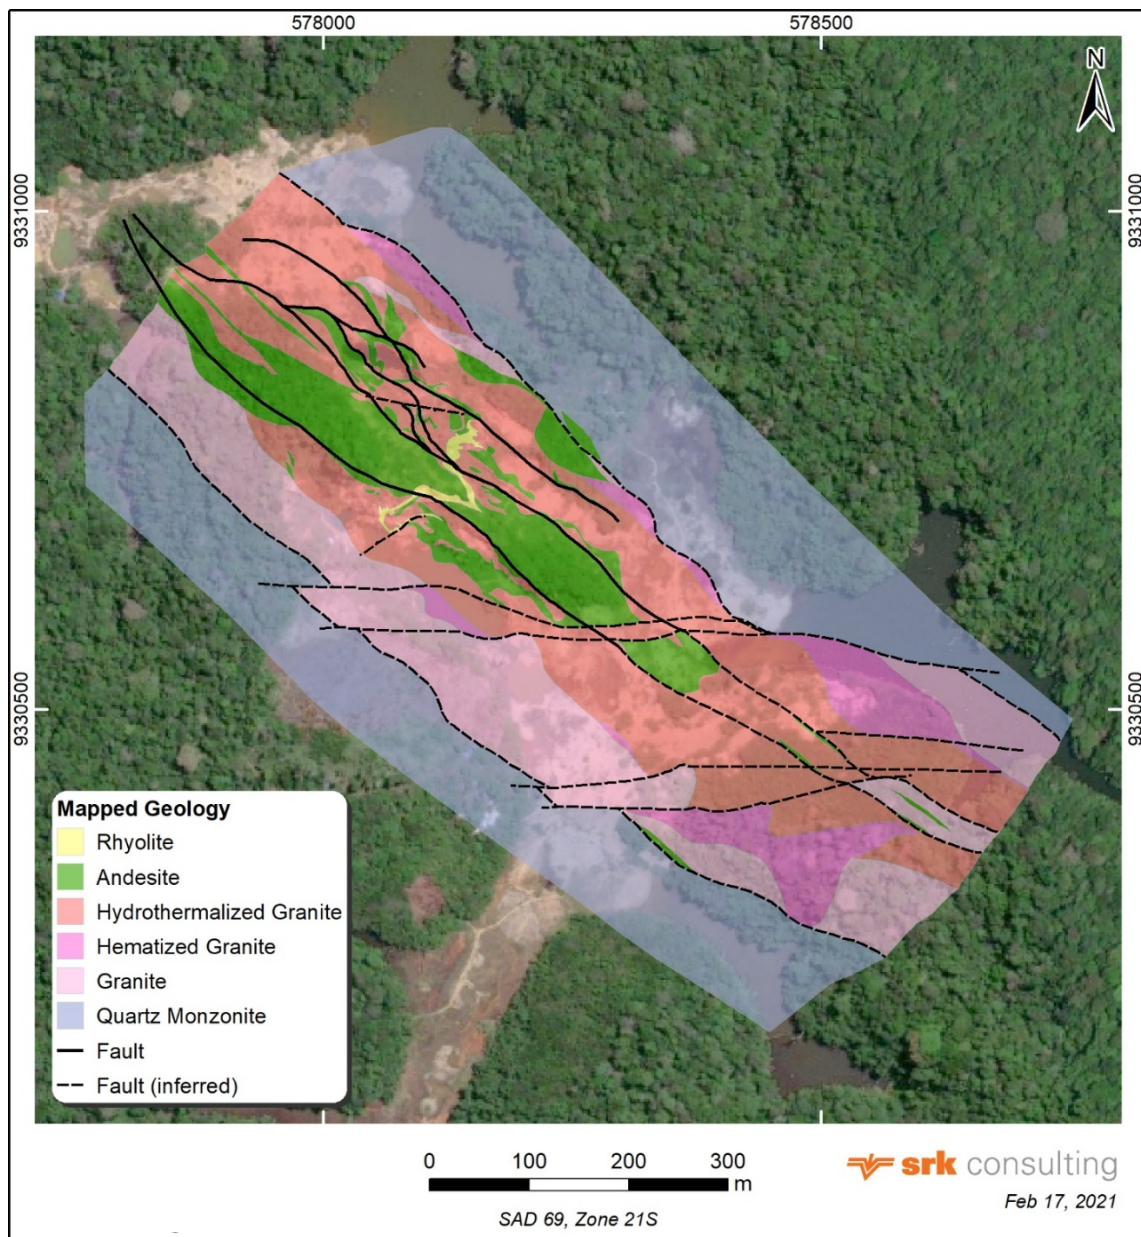 578000 578500
N
9331000 9331000
9330500 9330500
Mapped Geology
Rhyolite
Andesite
Hydrothermalized Granite
Hematized Granite
Granite
Quartz Monzonite
Fault
Fault (inferred)
0 100 200 300
m
SAD 69, Zone 21S
srk consulting
Feb 17, 2021